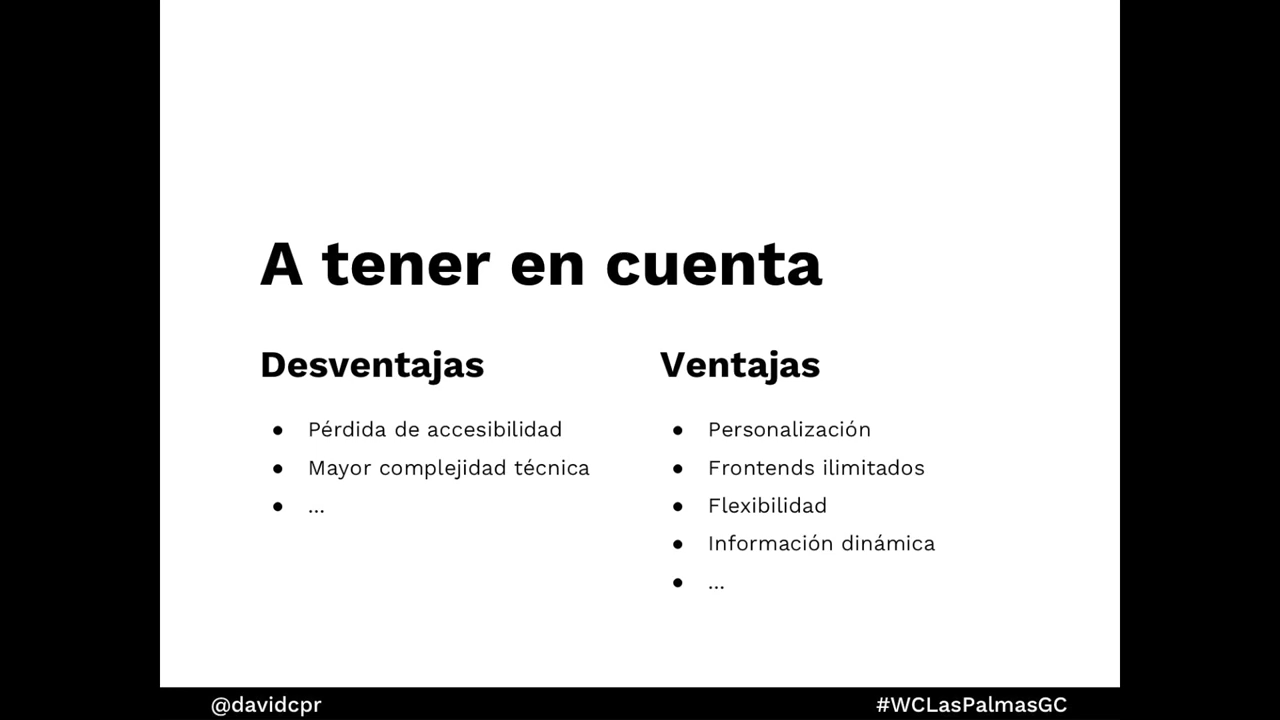 A tener en cuenta
Desventajas
● Pérdida de accesibilidad
● Mayor complejidad técnica
● ...
Ventajas
● Personalización
● Frontends ilimitados
● Flexibilidad
● Información dinámica
● ...
@davidcpr
#WCLasPalmasGC